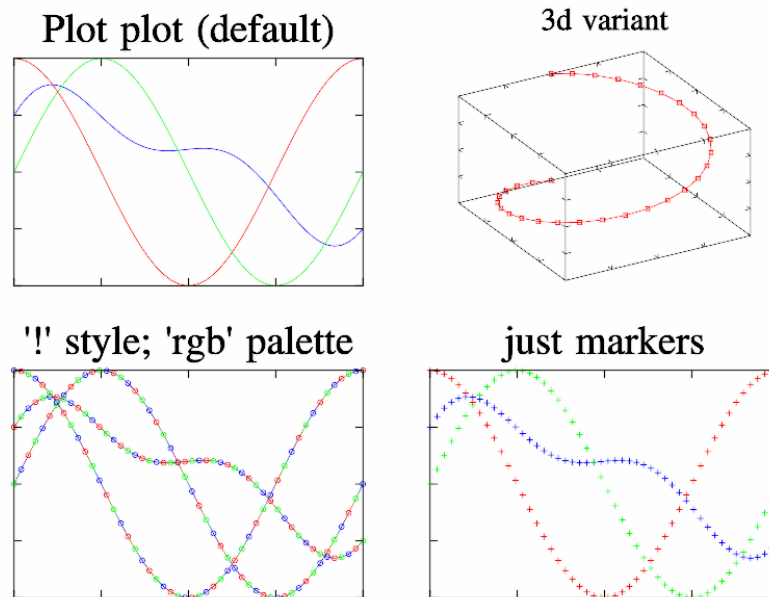 Plot plot (default)
3d variant
'!' style; 'rgb' palette
just markers